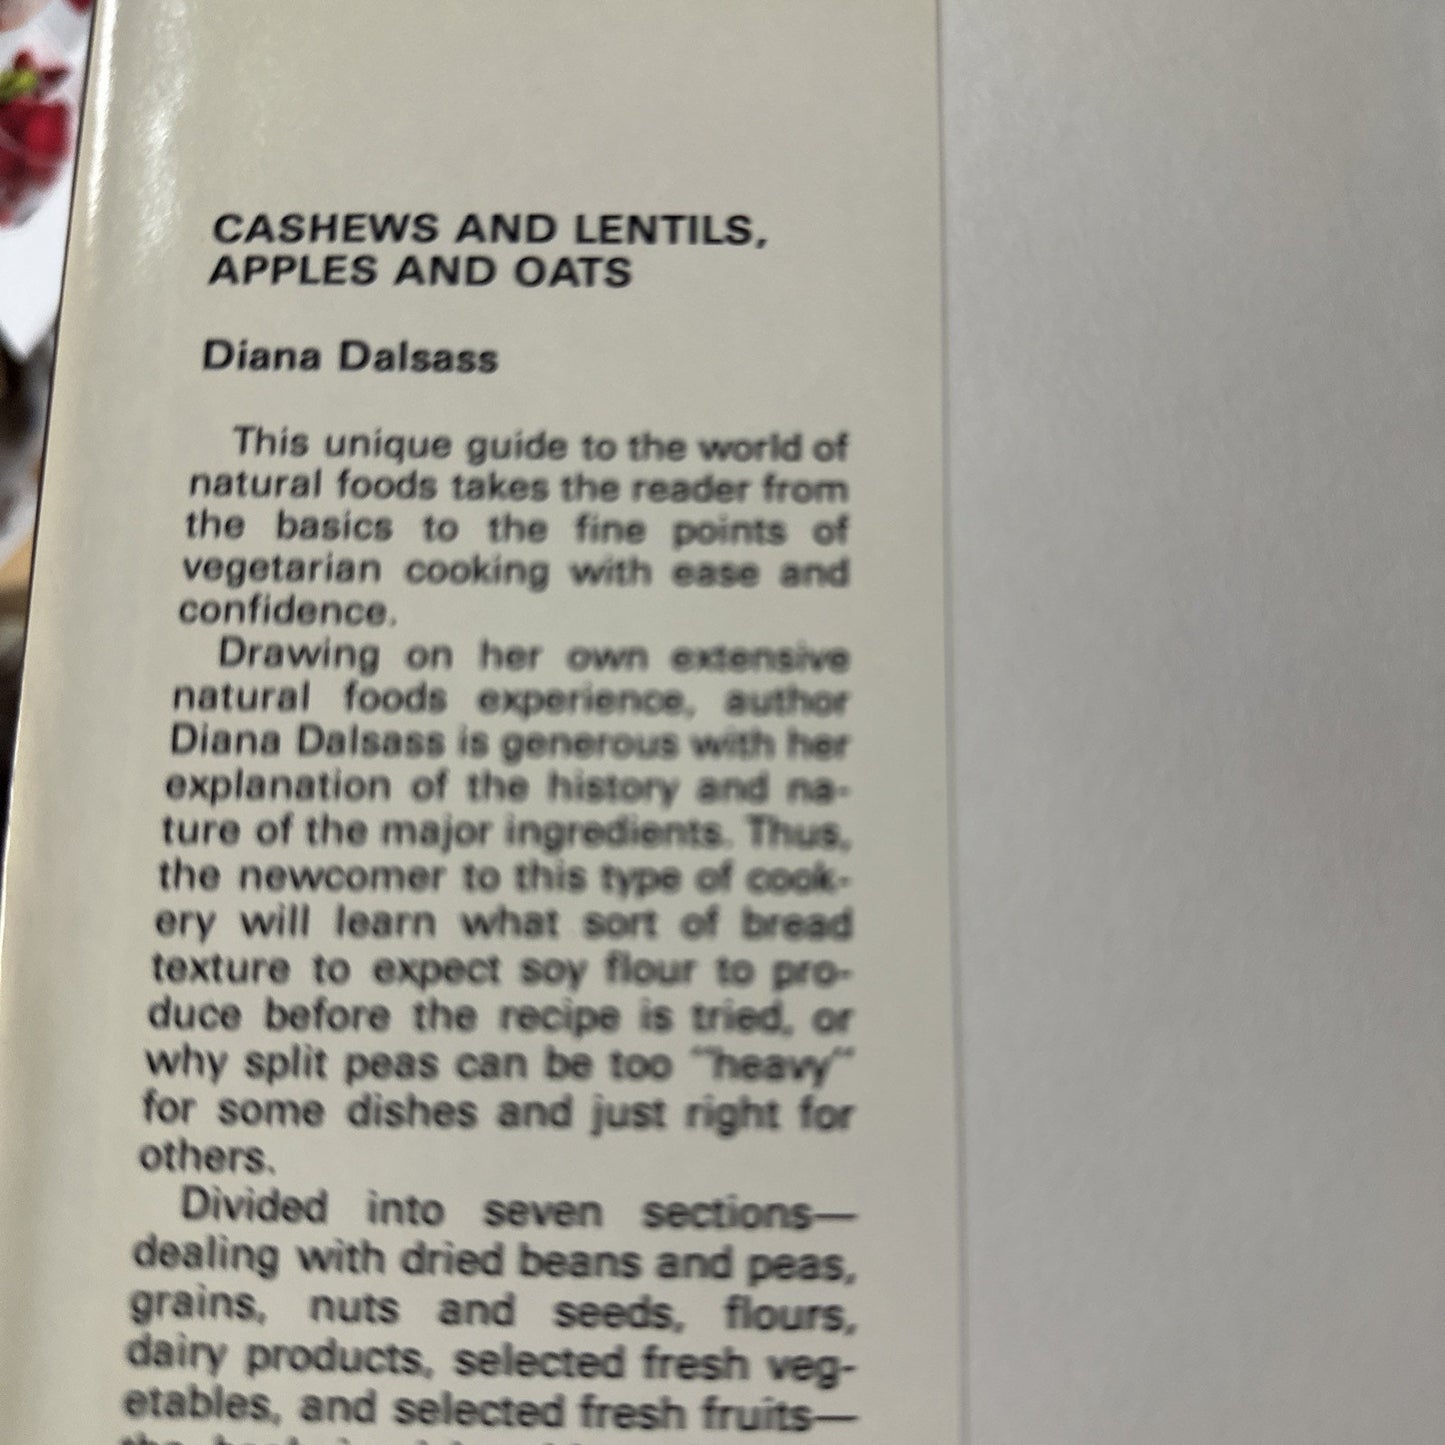 CASHEWS AND LENTILS,
APPLES AND OATS
Diana Dalsass
This unique guide to the world of
natural foods takes the reader from
the basics to the fine points of
vegetarian cooking with ease and
confidence.
Drawing on her own extensive
natural foods experience, author
Diana Dalsass is generous with her
explanation of the history and na-
ture of the major ingredients. Thus,
the newcomer to this type of cook-
ery will learn what sort of bread
texture to expect soy flour to pro-
duce before the recipe is tried, or
why split peas can be too "heavy"
for some dishes and just right for
others.
Divided into seven sections—
dealing with dried beans and peas,
grains, nuts and seeds, flours,
dairy products, selected fresh veg-
etables, and selected fresh fruits—